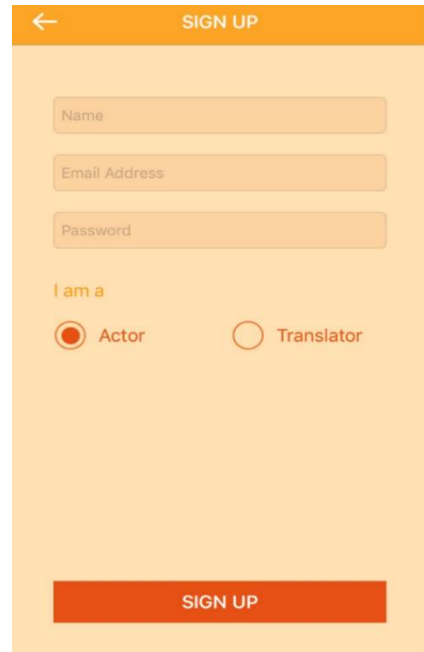 SIGN UP
Name
Email Address
Password
I am a
Actor Translator
SIGN UP